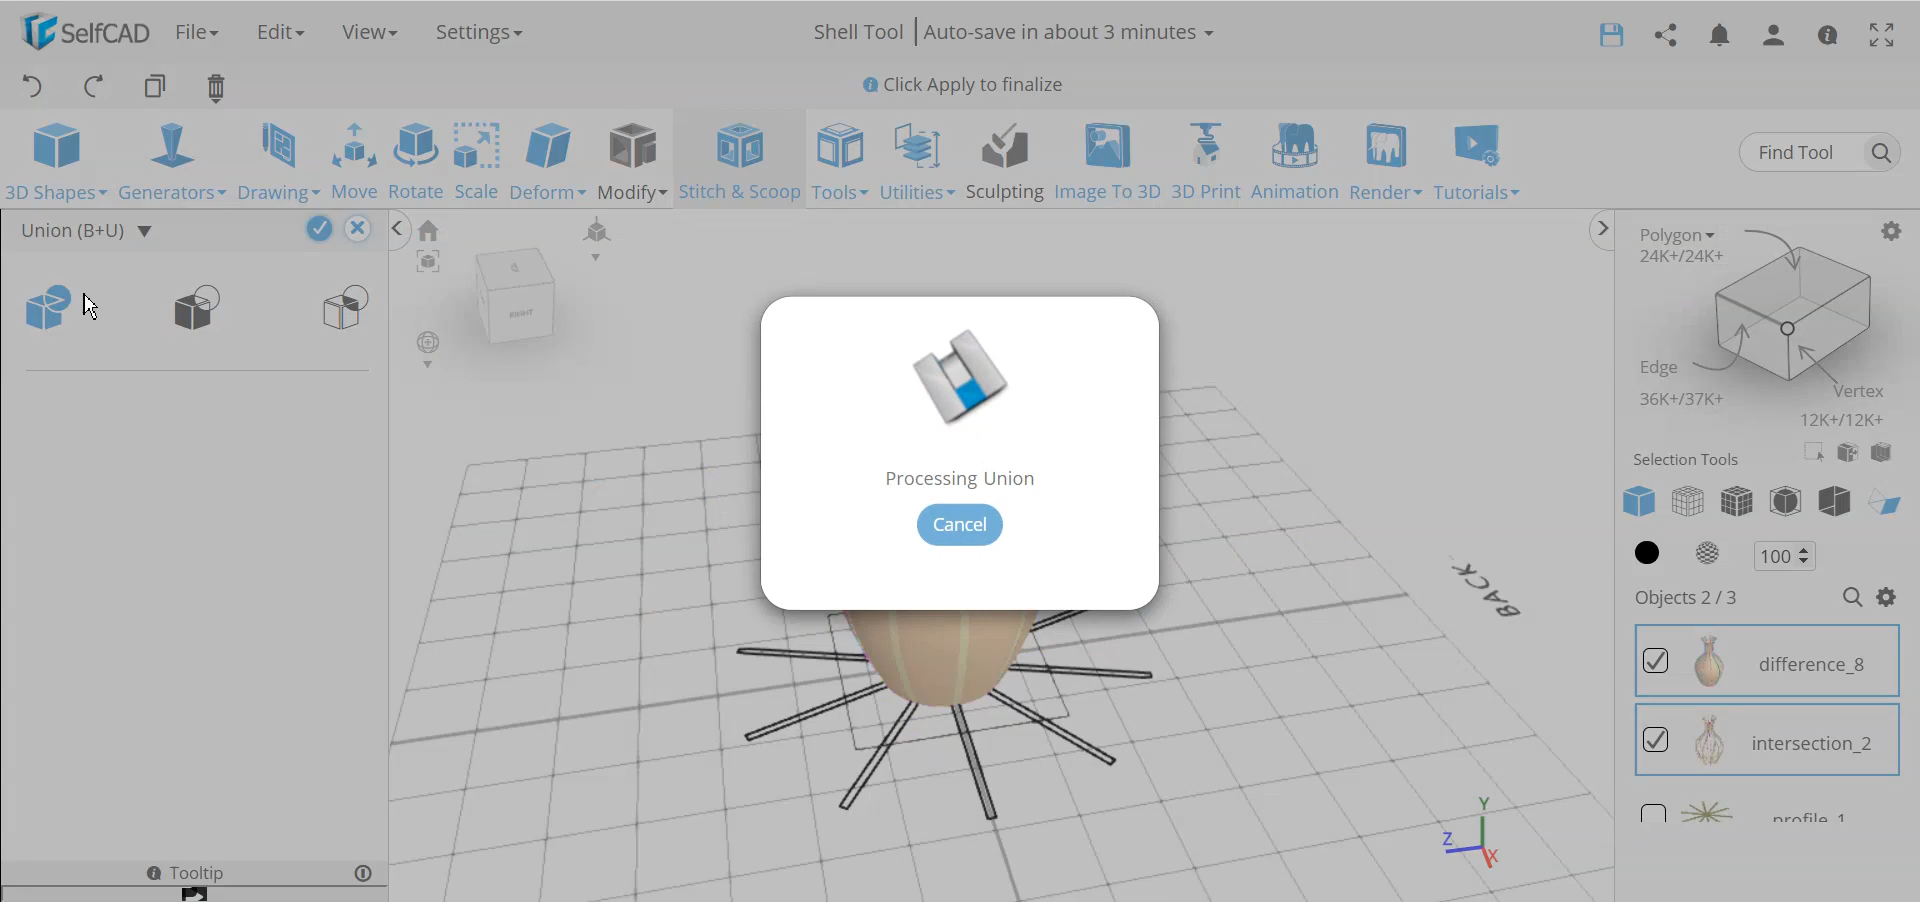 SelfCAD File Edit View Settings Shell Tool Auto-save in about 3 minutes
Click Apply to finalize
3D Shapes Generators Drawing Move Rotate Scale Deform Modify Stitch & Scoop Tools Utilities Sculpting Image To 3D 3D Print Animation Render Tutorials
Find Tool
Union (B+U)
RIGHT
Processing Union
Cancel
BACK
Y
Z
X
Tooltip
Polygon
24K+/24K+
Edge
36K+/37K+
Vertex
12K+/12K+
Selection Tools
100
Objects 2 / 3
difference_8
intersection_2
profile_1